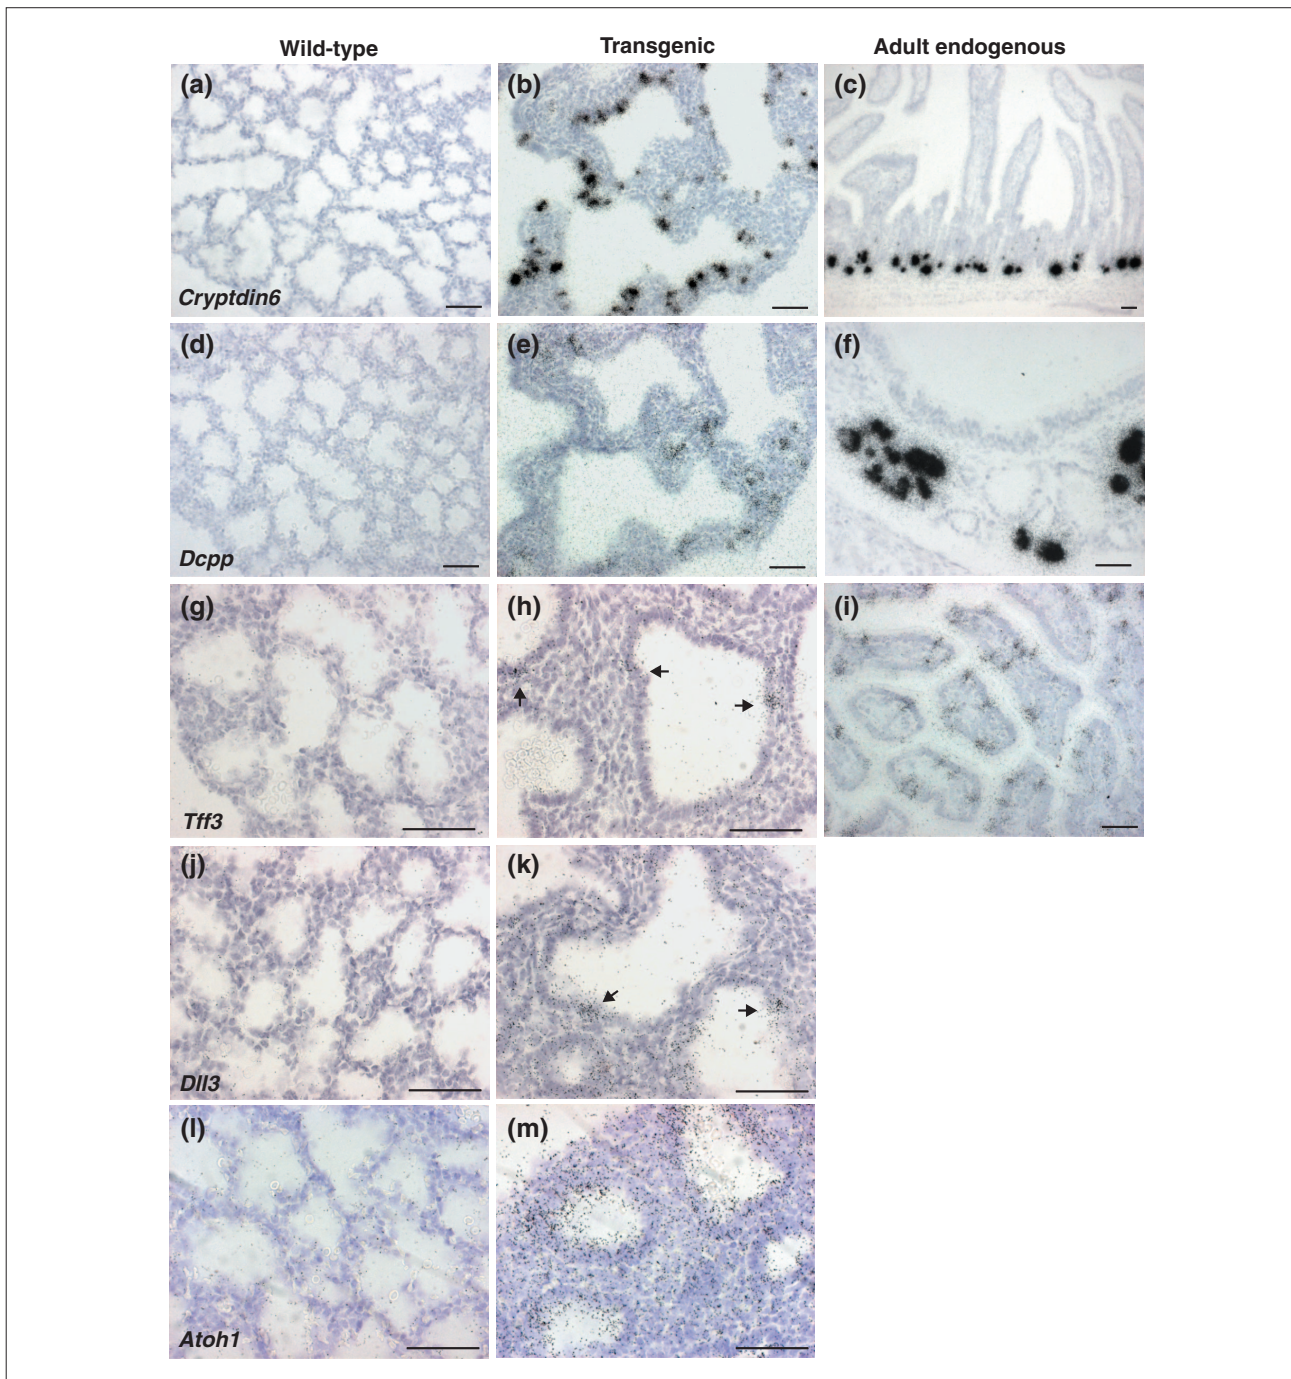 Wild-type Transgenic Adult endogenous
(a) (b) (c)
Cryptdin6
(d) (e) (f)
Dcpp
(g) (h) (i)
Tff3
(j) (k)
Dll3
(l) (m)
Atoh1